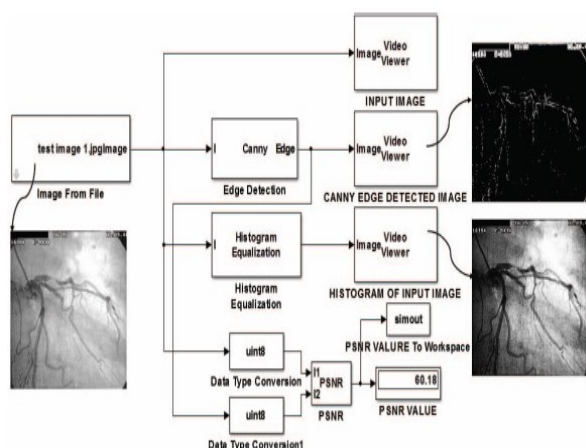 Image
Video
Viewer
INPUT IMAGE
test image 1.jpgImage
Image From File
I
Canny
Edge
Edge Detection
Image
Video
Viewer
CANNY EDGE DETECTED IMAGE
I
Histogram
Equalization
Histogram
Equalization
Image
Video
Viewer
HISTOGRAM OF INPUT IMAGE
simout
PSNR VALURE To Workspace
uint8
Data Type Conversion
I1
I2
PSNR
PSNR
60.18
PSNR VALUE
uint8
Data Type Conversion1